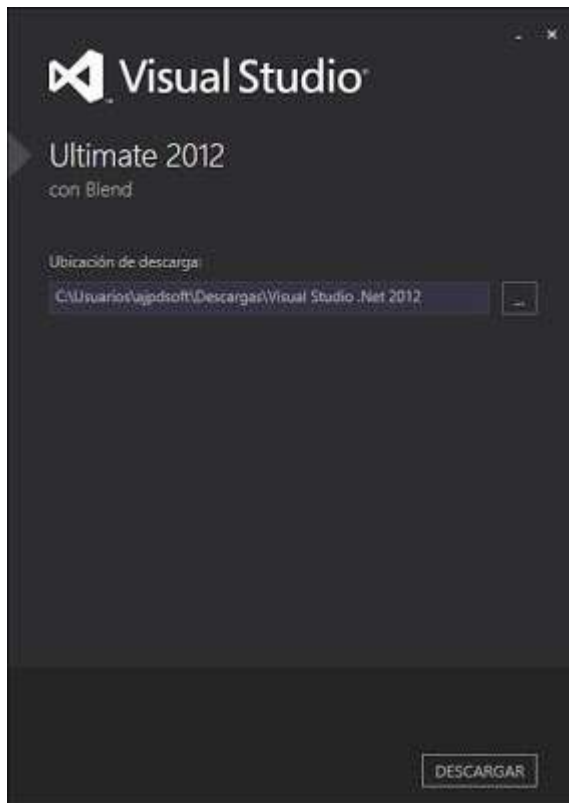 Visual Studio®
Ultimate 2012
con Blend
Ubicación de descarga:
C:\Usuarios\ajpdsoft\Descargas\Visual Studio .Net 2012
...
DESCARGAR